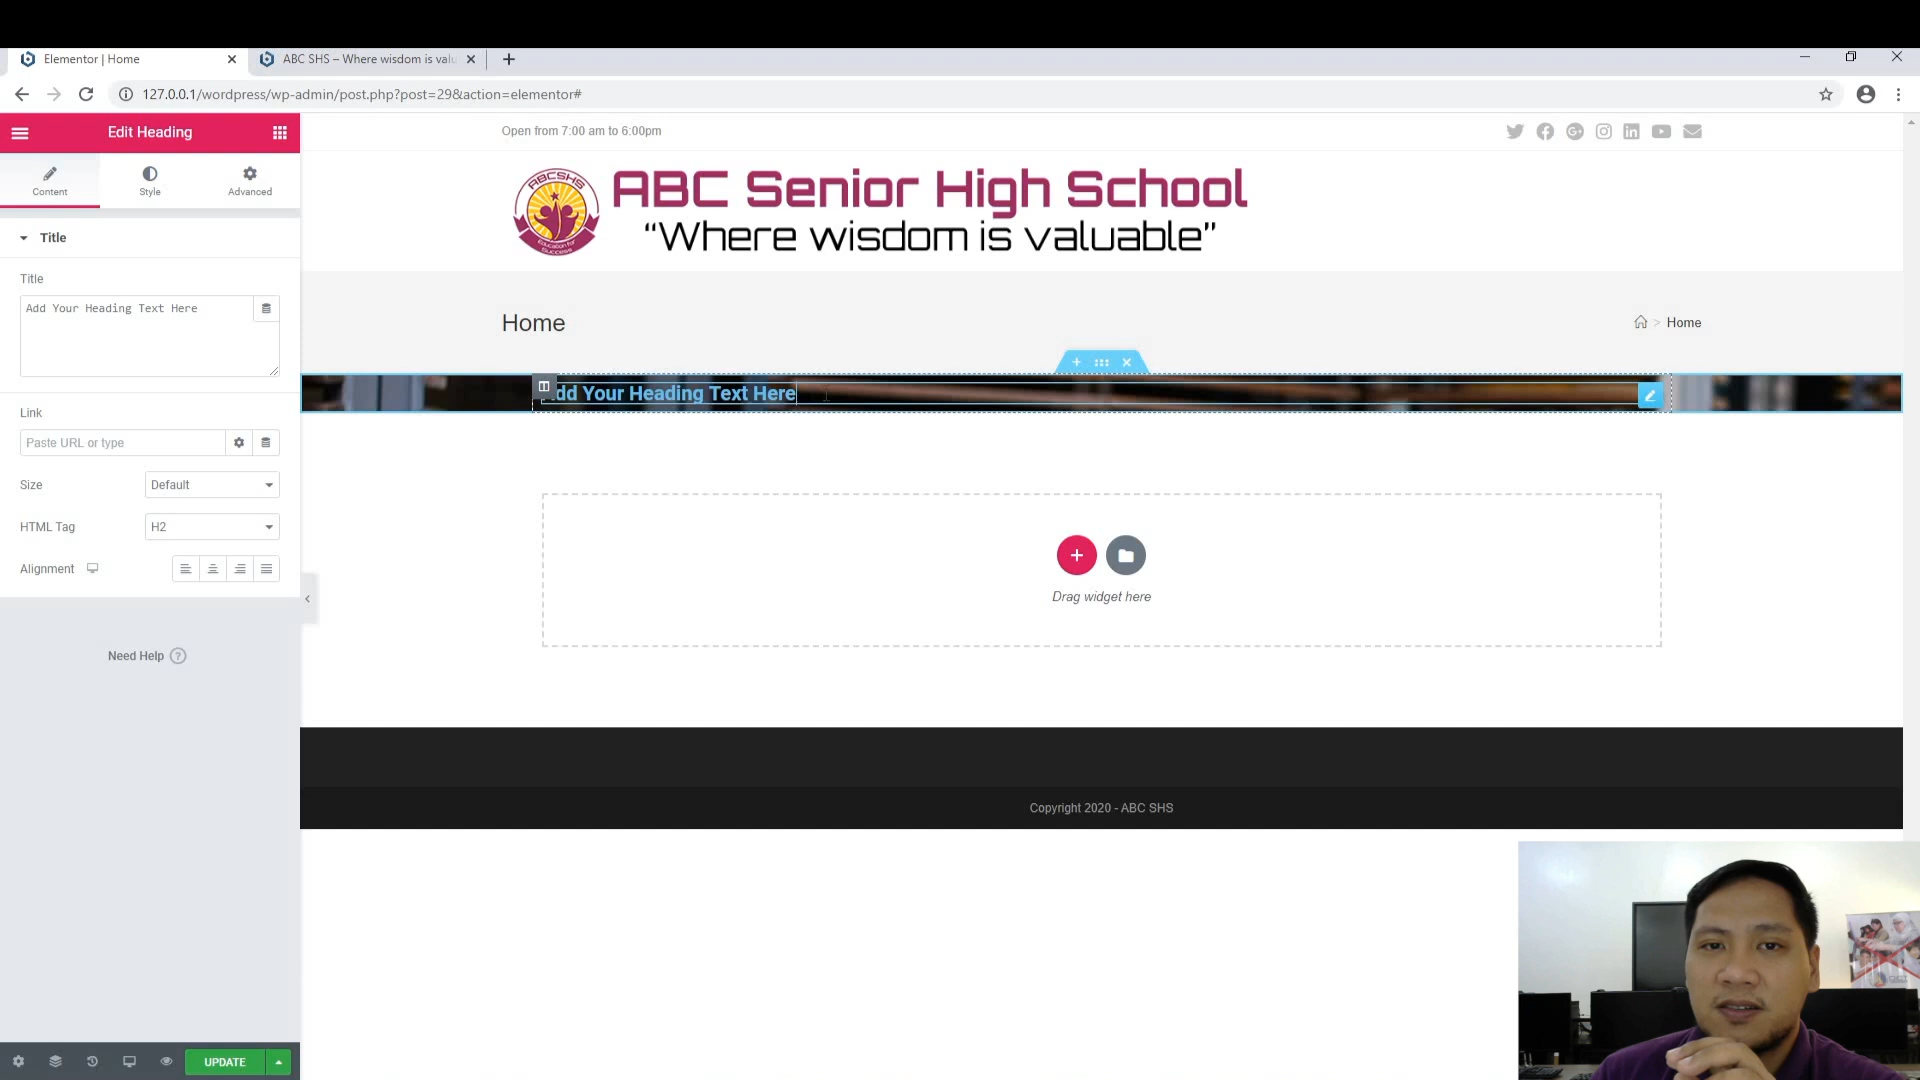 Elementor | Home
ABC SHS – Where wisdom is valu
127.0.0.1/wordpress/wp-admin/post.php?post=29&action=elementor#
Edit Heading
Content
Style
Advanced
Title
Title
Add Your Heading Text Here
Link
Paste URL or type
Size
Default
HTML Tag
H2
Alignment
Need Help ?
UPDATE
Open from 7:00 am to 6:00pm
ABCSHS
Education for
Success
ABC Senior High School
“Where wisdom is valuable”
Home
> Home
dd Your Heading Text Here
Drag widget here
Copyright 2020 - ABC SHS